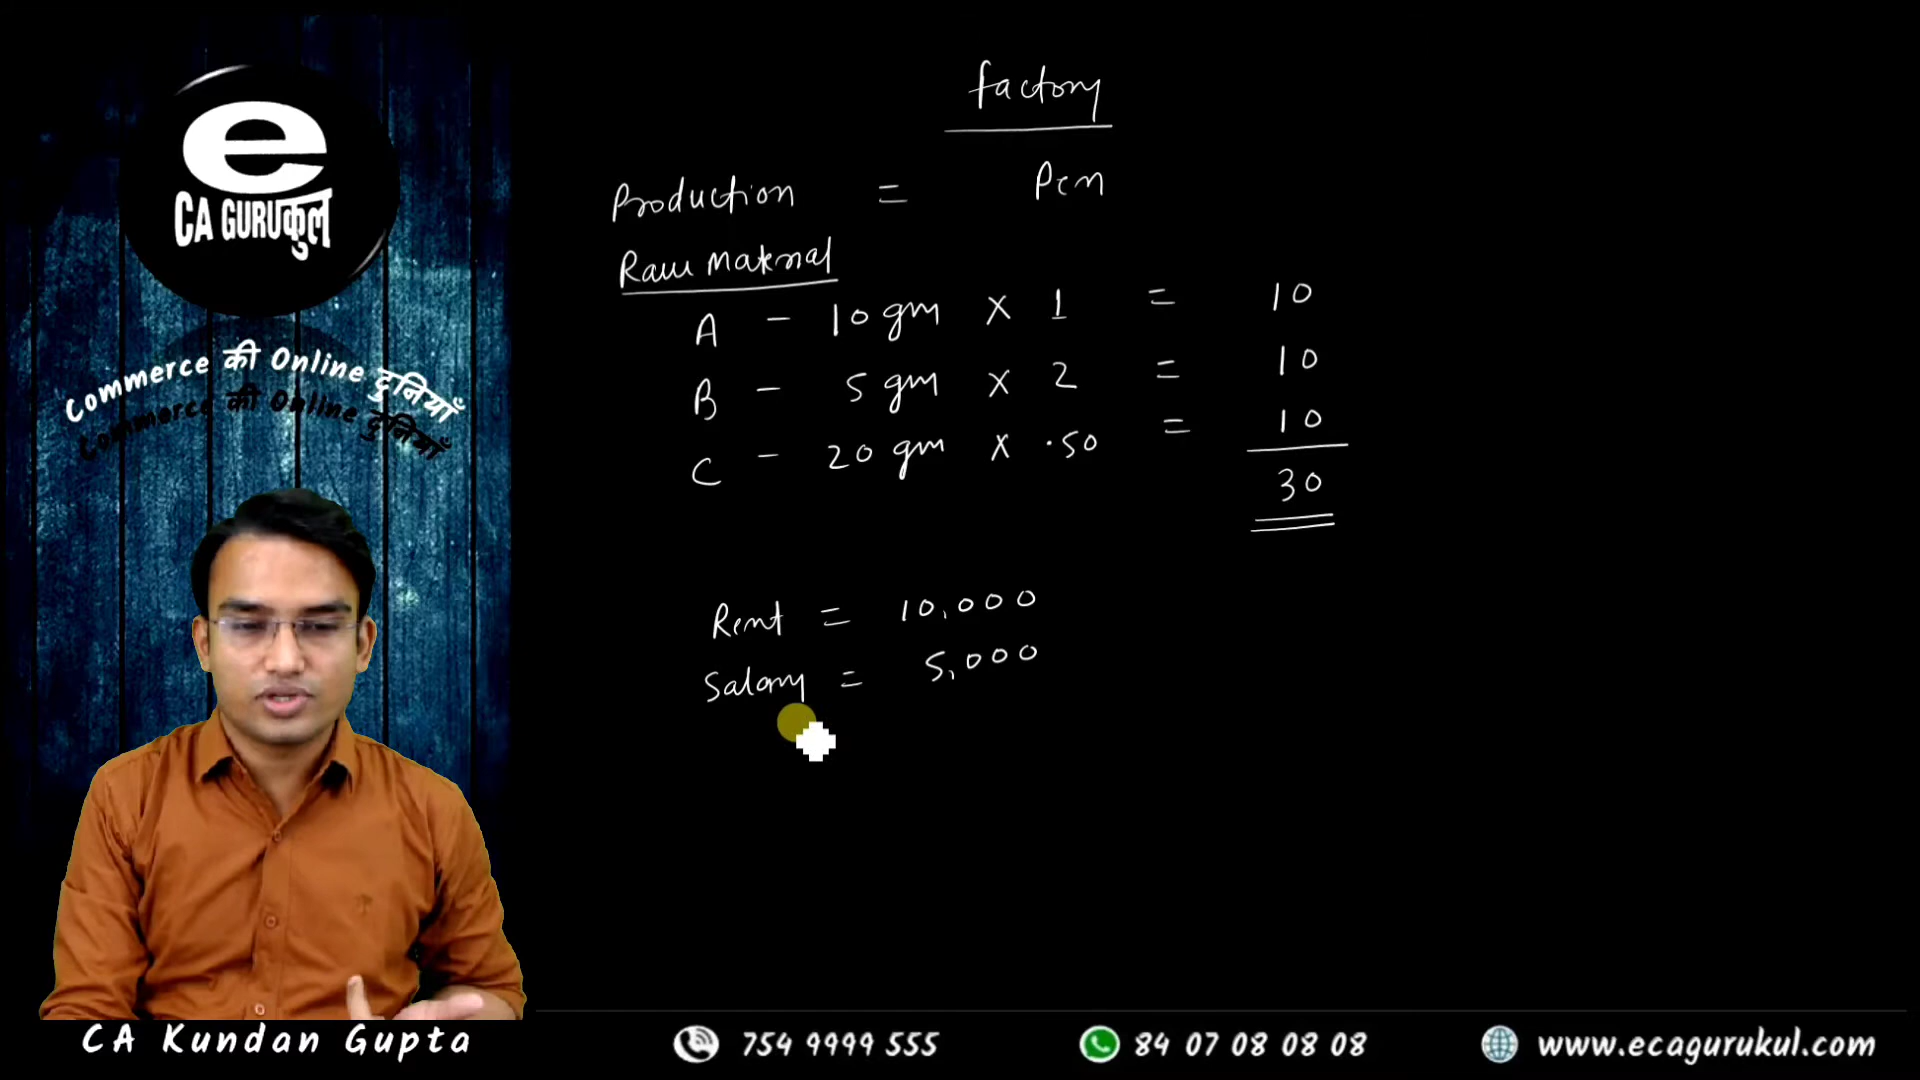 e
CA GURUकुल
Commerce की Online दुनियाँ
Commerce की Online दुनियाँ
factory
Production = Pen
Raw Material
A - 10 gm X 1 = 10
B - 5 gm X 2 = 10
C - 20 gm X .50 = 10
30
Rent = 10,000
Salary = 5,000
CA Kundan Gupta
754 9999 555
84 07 08 08 08
www.ecagurukul.com